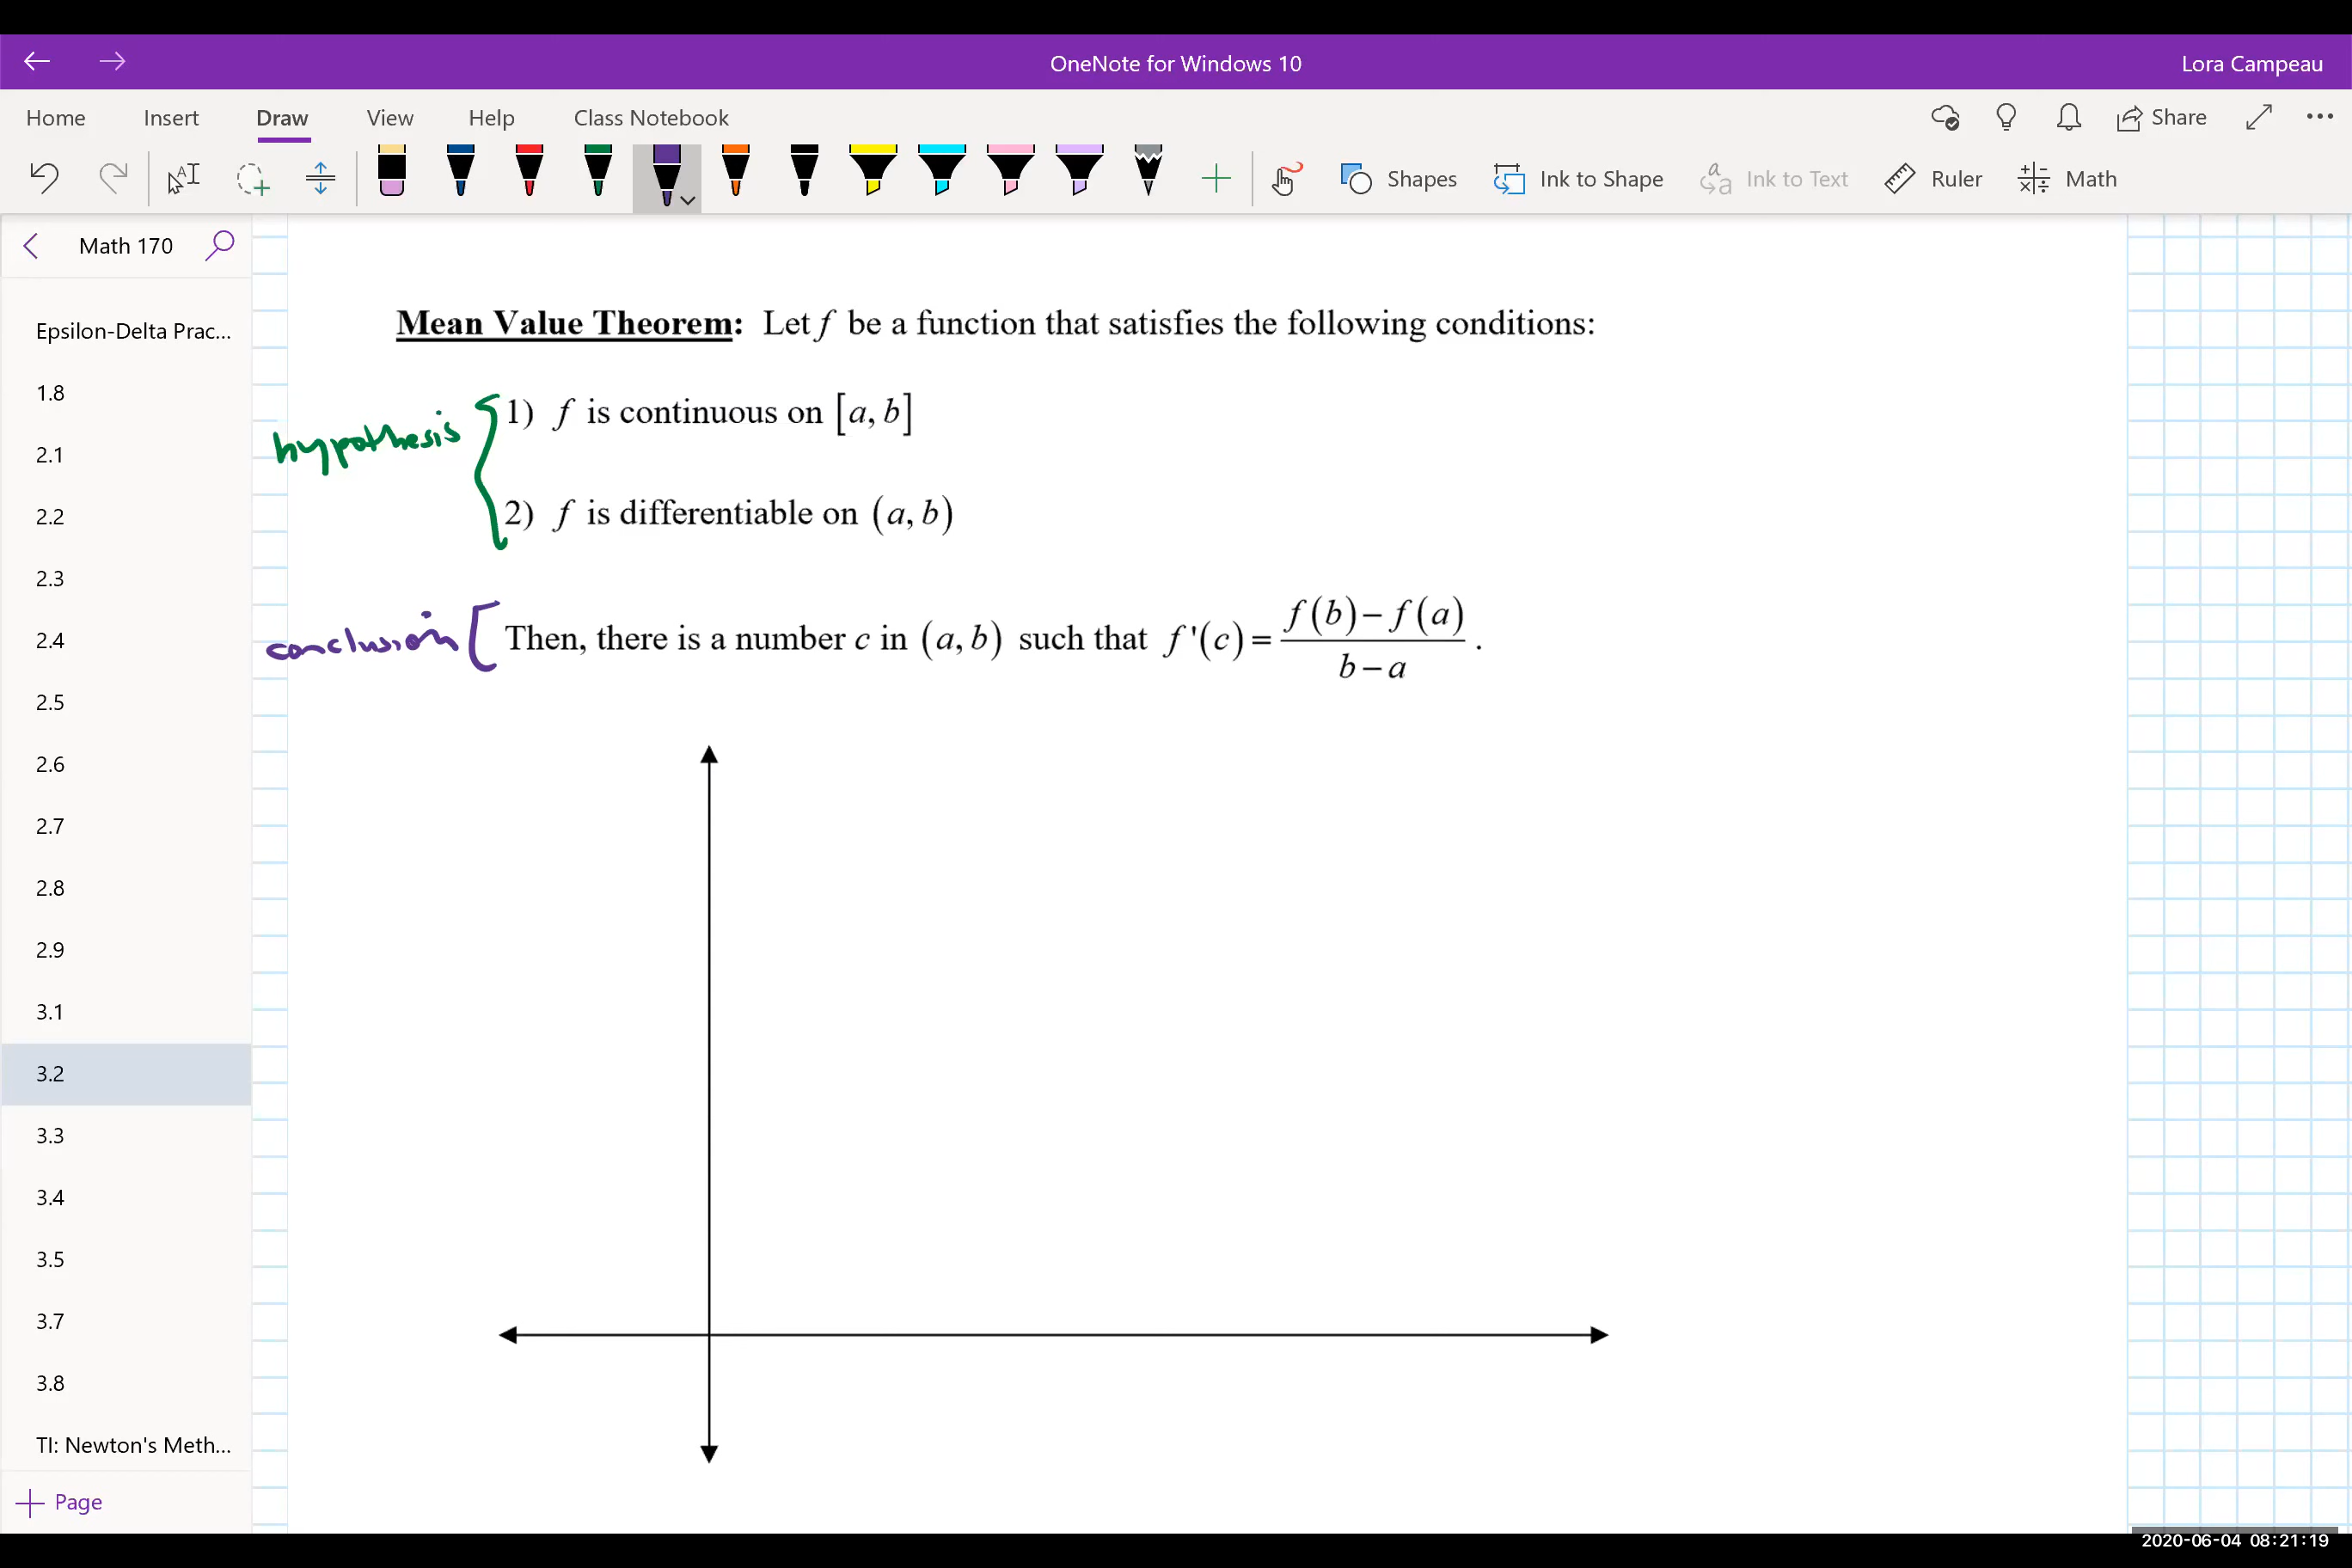 OneNote for Windows 10
Lora Campeau
Home Insert Draw View Help Class Notebook
Share
Shapes Ink to Shape Ink to Text Ruler Math
Math 170
Epsilon-Delta Prac...
1.8
2.1
2.2
2.3
2.4
2.5
2.6
2.7
2.8
2.9
3.1
3.2
3.3
3.4
3.5
3.7
3.8
TI: Newton's Meth...
Page
Mean Value Theorem: Let f be a function that satisfies the following conditions:
hypothesis
1) f is continuous on [a, b]
2) f is differentiable on (a, b)
conclusion
Then, there is a number c in (a, b) such that f'(c) = f(b) − f(a) / b − a .
2020-06-04 08:21:19